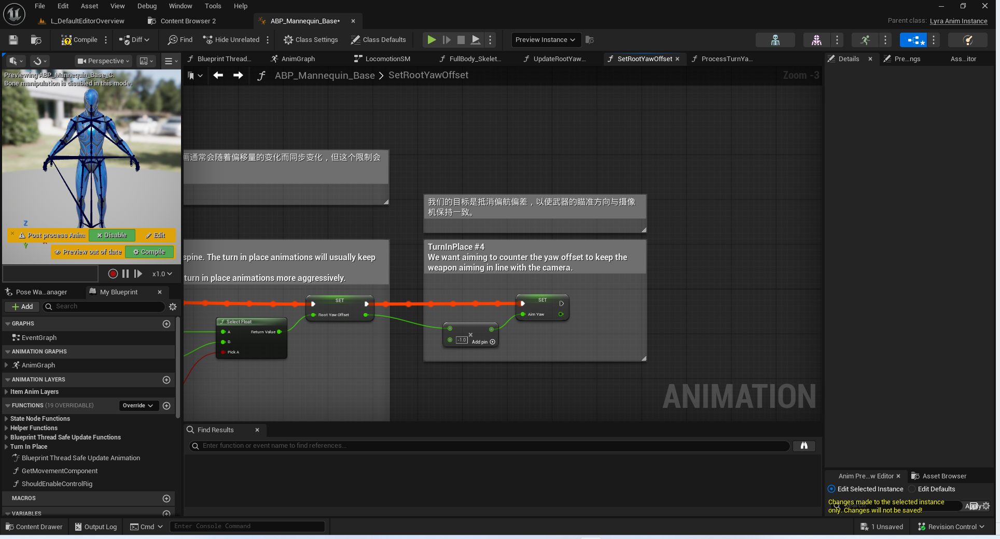 File Edit Asset View Debug Window Tools Help
L_DefaultEditorOverview Content Browser 2 ABP_Mannequin_Base*
Parent class: Lyra Anim Instance
Compile Diff Find Hide Unrelated Class Settings Class Defaults Preview Instance
Perspective
Blueprint Thread... AnimGraph LocomotionSM FullBody_Skelet... UpdateRootYaw... SetRootYawOffset ProcessTurnYa...
Details Pre...ngs Ass...itor
ABP_Mannequin_Base > SetRootYawOffset
Zoom -3
Previewing ABP_Mannequin_Base_C.
Bone manipulation is disabled in this mode.
画通常会随着偏移量的变化而同步变化，但这个限制会
我们的目标是抵消偏航偏差，以使武器的瞄准方向与摄像
机保持一致。
spine. The turn in place animations will usually keep
turn in place animations more aggressively.
TurnInPlace #4
We want aiming to counter the yaw offset to keep the
weapon aiming in line with the camera.
SET
Root Yaw Offset
SET
Aim Yaw
Select Float
A Return Value
B
Pick A
-1.0 Add pin
ANIMATION
Z
Y
Post process Anima Disable Edit
Preview out of date Compile
x1.0
Pose Wa...anager My Blueprint
Add Search
GRAPHS
EventGraph
ANIMATION GRAPHS
AnimGraph
ANIMATION LAYERS
Item Anim Layers
FUNCTIONS (19 OVERRIDABLE) Override
State Node Functions
Helper Functions
Blueprint Thread Safe Update Functions
Turn In Place
Blueprint Thread Safe Update Animation
GetMovementComponent
ShouldEnableControlRig
MACROS
VARIABLES
Find Results
Enter function or event name to find references...
Anim Pre...w Editor Asset Browser
Edit Selected Instance Edit Defaults
Changes made to the selected instance
only. Changes will not be saved!
Search
Apply
Content Drawer Output Log Cmd Enter Console Command
1 Unsaved Revision Control